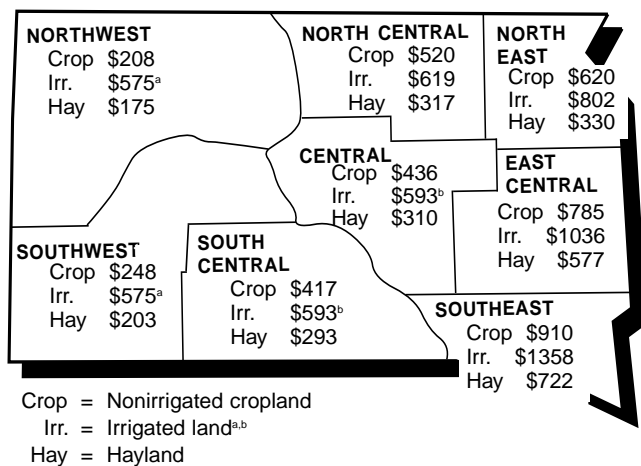 NORTHWEST
Crop $208
Irr. $575ᵃ
Hay $175
NORTH CENTRAL
Crop $520
Irr. $619
Hay $317
NORTH
EAST
Crop $620
Irr. $802
Hay $330
CENTRAL
Crop $436
Irr. $593ᵇ
Hay $310
EAST
CENTRAL
Crop $785
Irr. $1036
Hay $577
SOUTHWEST
Crop $248
Irr. $575ᵃ
Hay $203
SOUTH
CENTRAL
Crop $417
Irr. $593ᵇ
Hay $293
SOUTHEAST
Crop $910
Irr. $1358
Hay $722
Crop = Nonirrigated cropland
Irr. = Irrigated landᵃ,ᵇ
Hay = Hayland